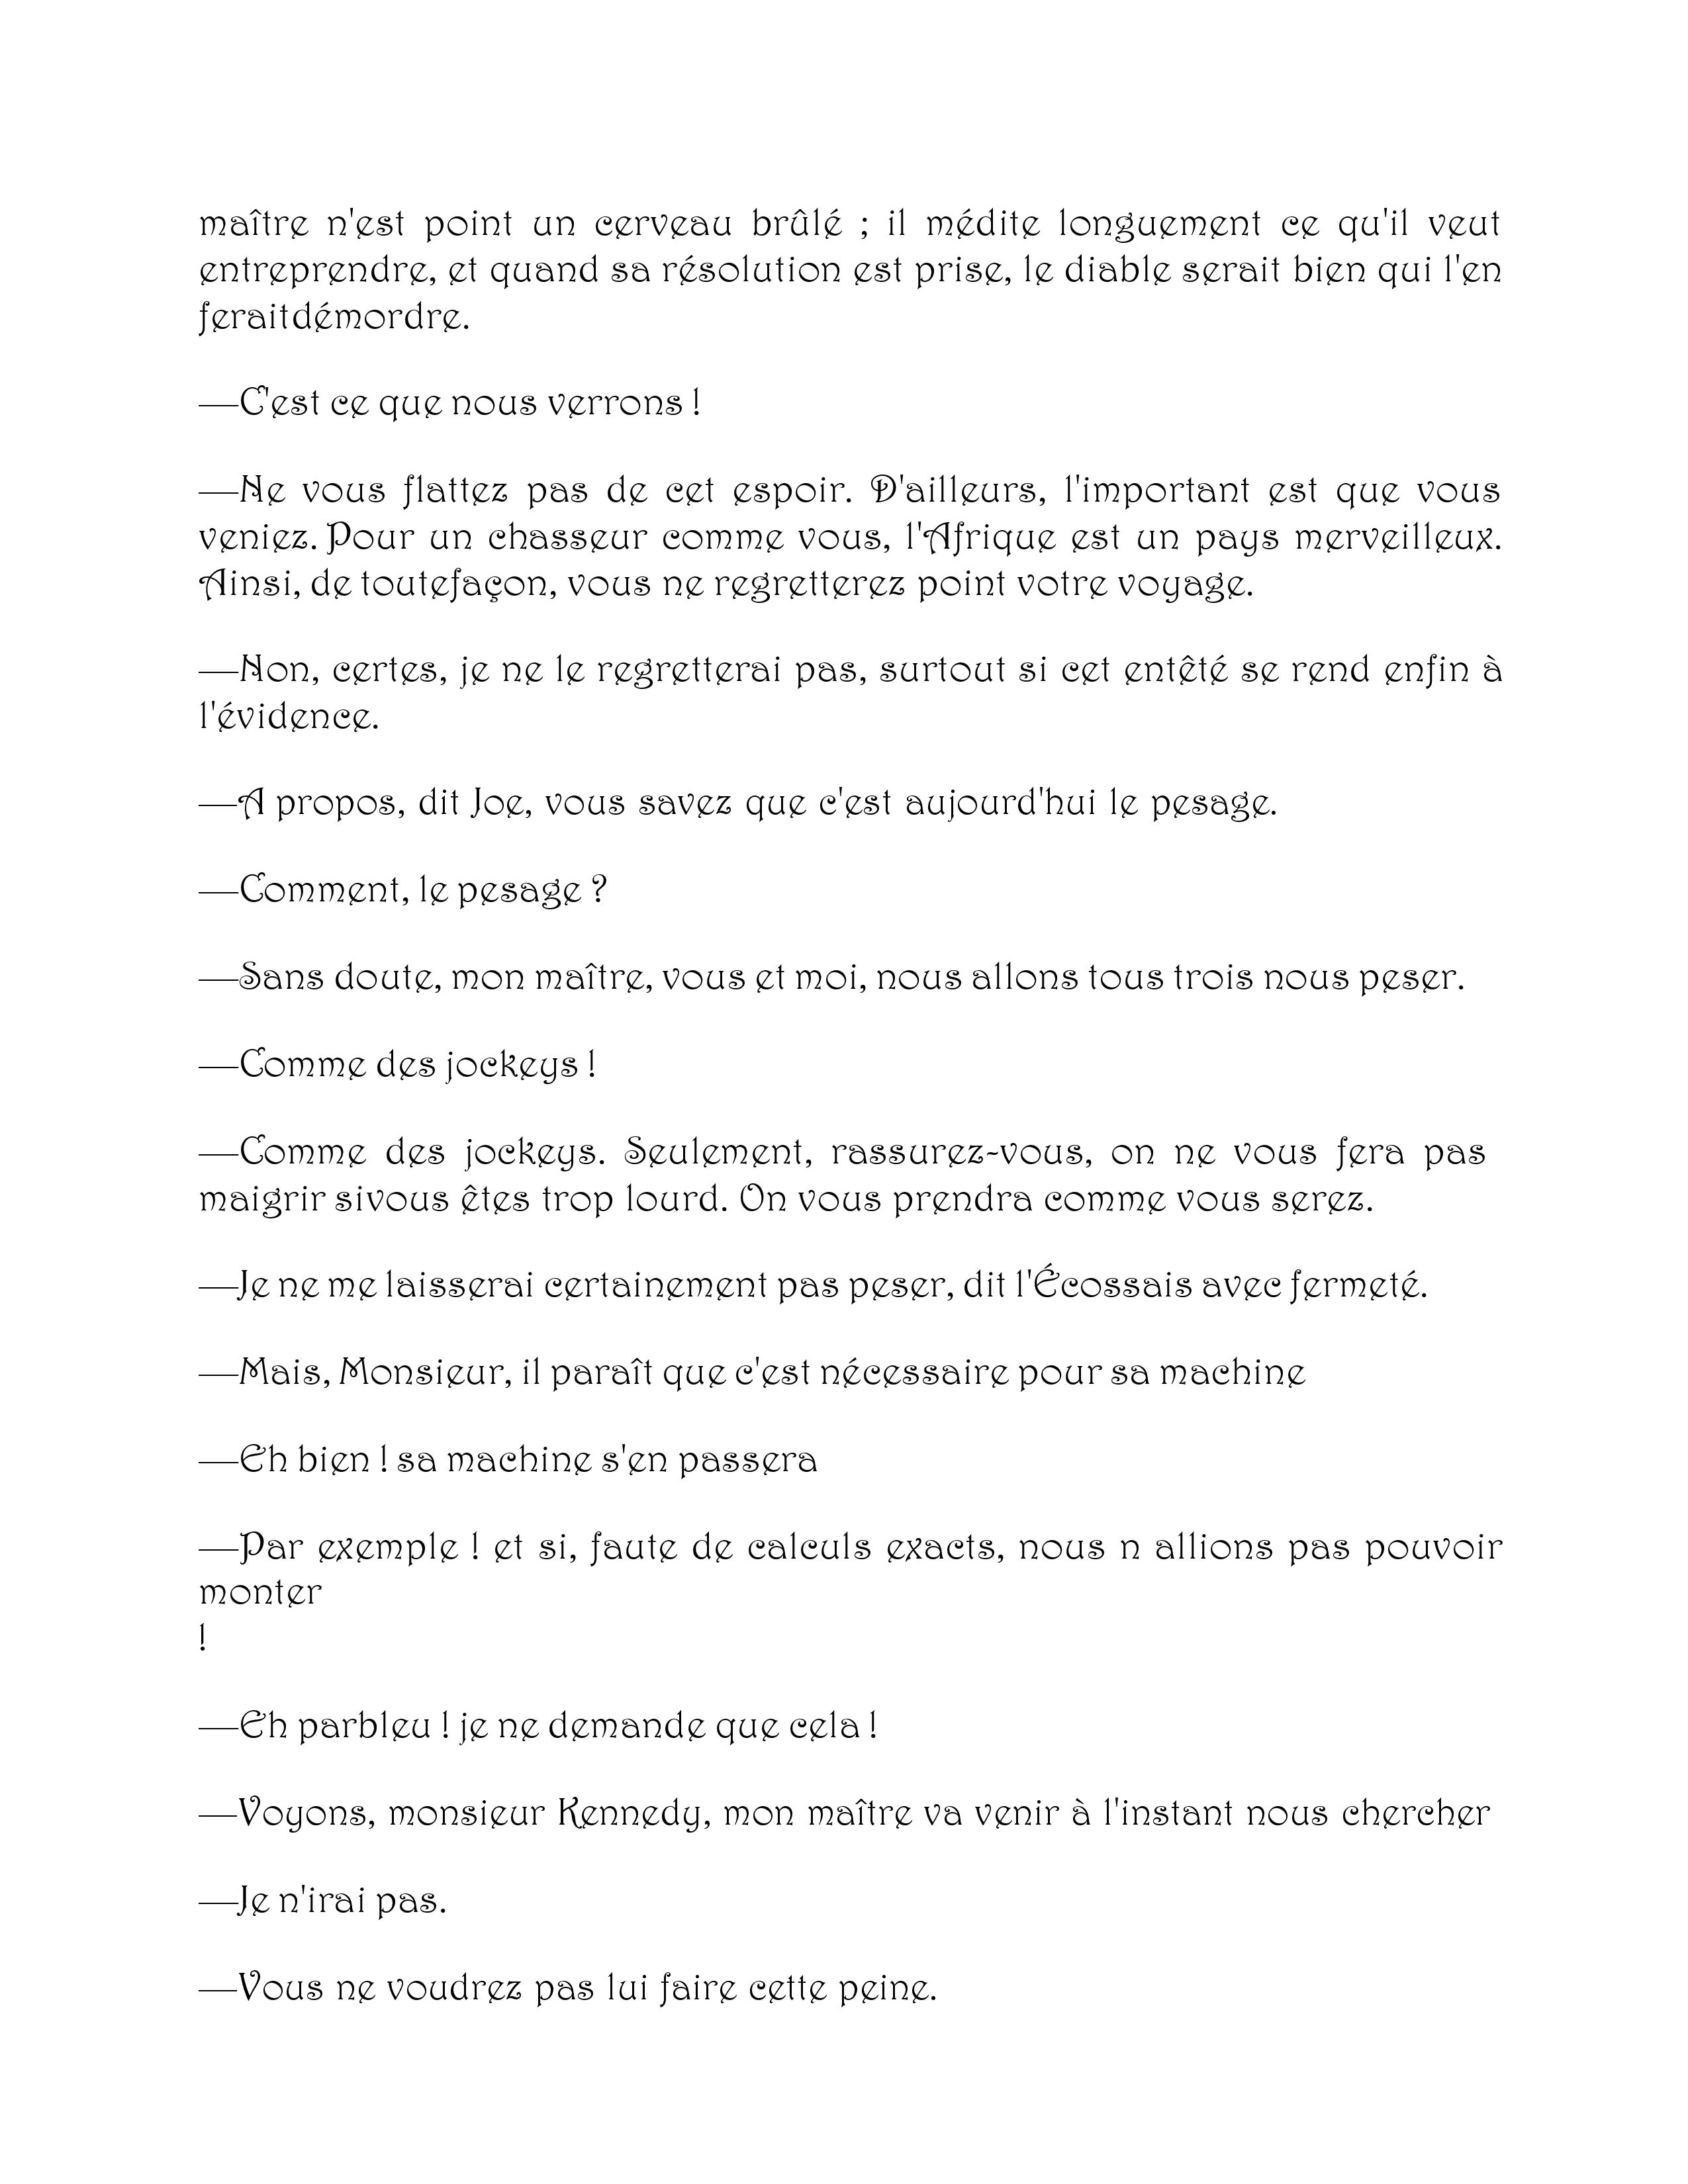 maître n'est point un cerveau brûlé ; il médite longuement ce qu'il veut
entreprendre, et quand sa résolution est prise, le diable serait bien qui l'en
feraitdémordre.
—C'est ce que nous verrons !
—Ne vous flattez pas de cet espoir. D'ailleurs, l'important est que vous
veniez. Pour un chasseur comme vous, l'Afrique est un pays merveilleux.
Ainsi, de toutefaçon, vous ne regretterez point votre voyage.
—Non, certes, je ne le regretterai pas, surtout si cet entêté se rend enfin à
l'évidence.
—A propos, dit Joe, vous savez que c'est aujourd'hui le pesage.
—Comment, le pesage ?
—Sans doute, mon maître, vous et moi, nous allons tous trois nous peser.
—Comme des jockeys !
—Comme des jockeys. Seulement, rassurez-vous, on ne vous fera pas
maigrir sivous êtes trop lourd. On vous prendra comme vous serez.
—Je ne me laisserai certainement pas peser, dit l'Écossais avec fermeté.
—Mais, Monsieur, il paraît que c'est nécessaire pour sa machine
—Eh bien ! sa machine s'en passera
—Par exemple ! et si, faute de calculs exacts, nous n allions pas pouvoir
monter
!
—Eh parbleu ! je ne demande que cela !
—Voyons, monsieur Kennedy, mon maître va venir à l'instant nous chercher
—Je n'irai pas.
—Vous ne voudrez pas lui faire cette peine.